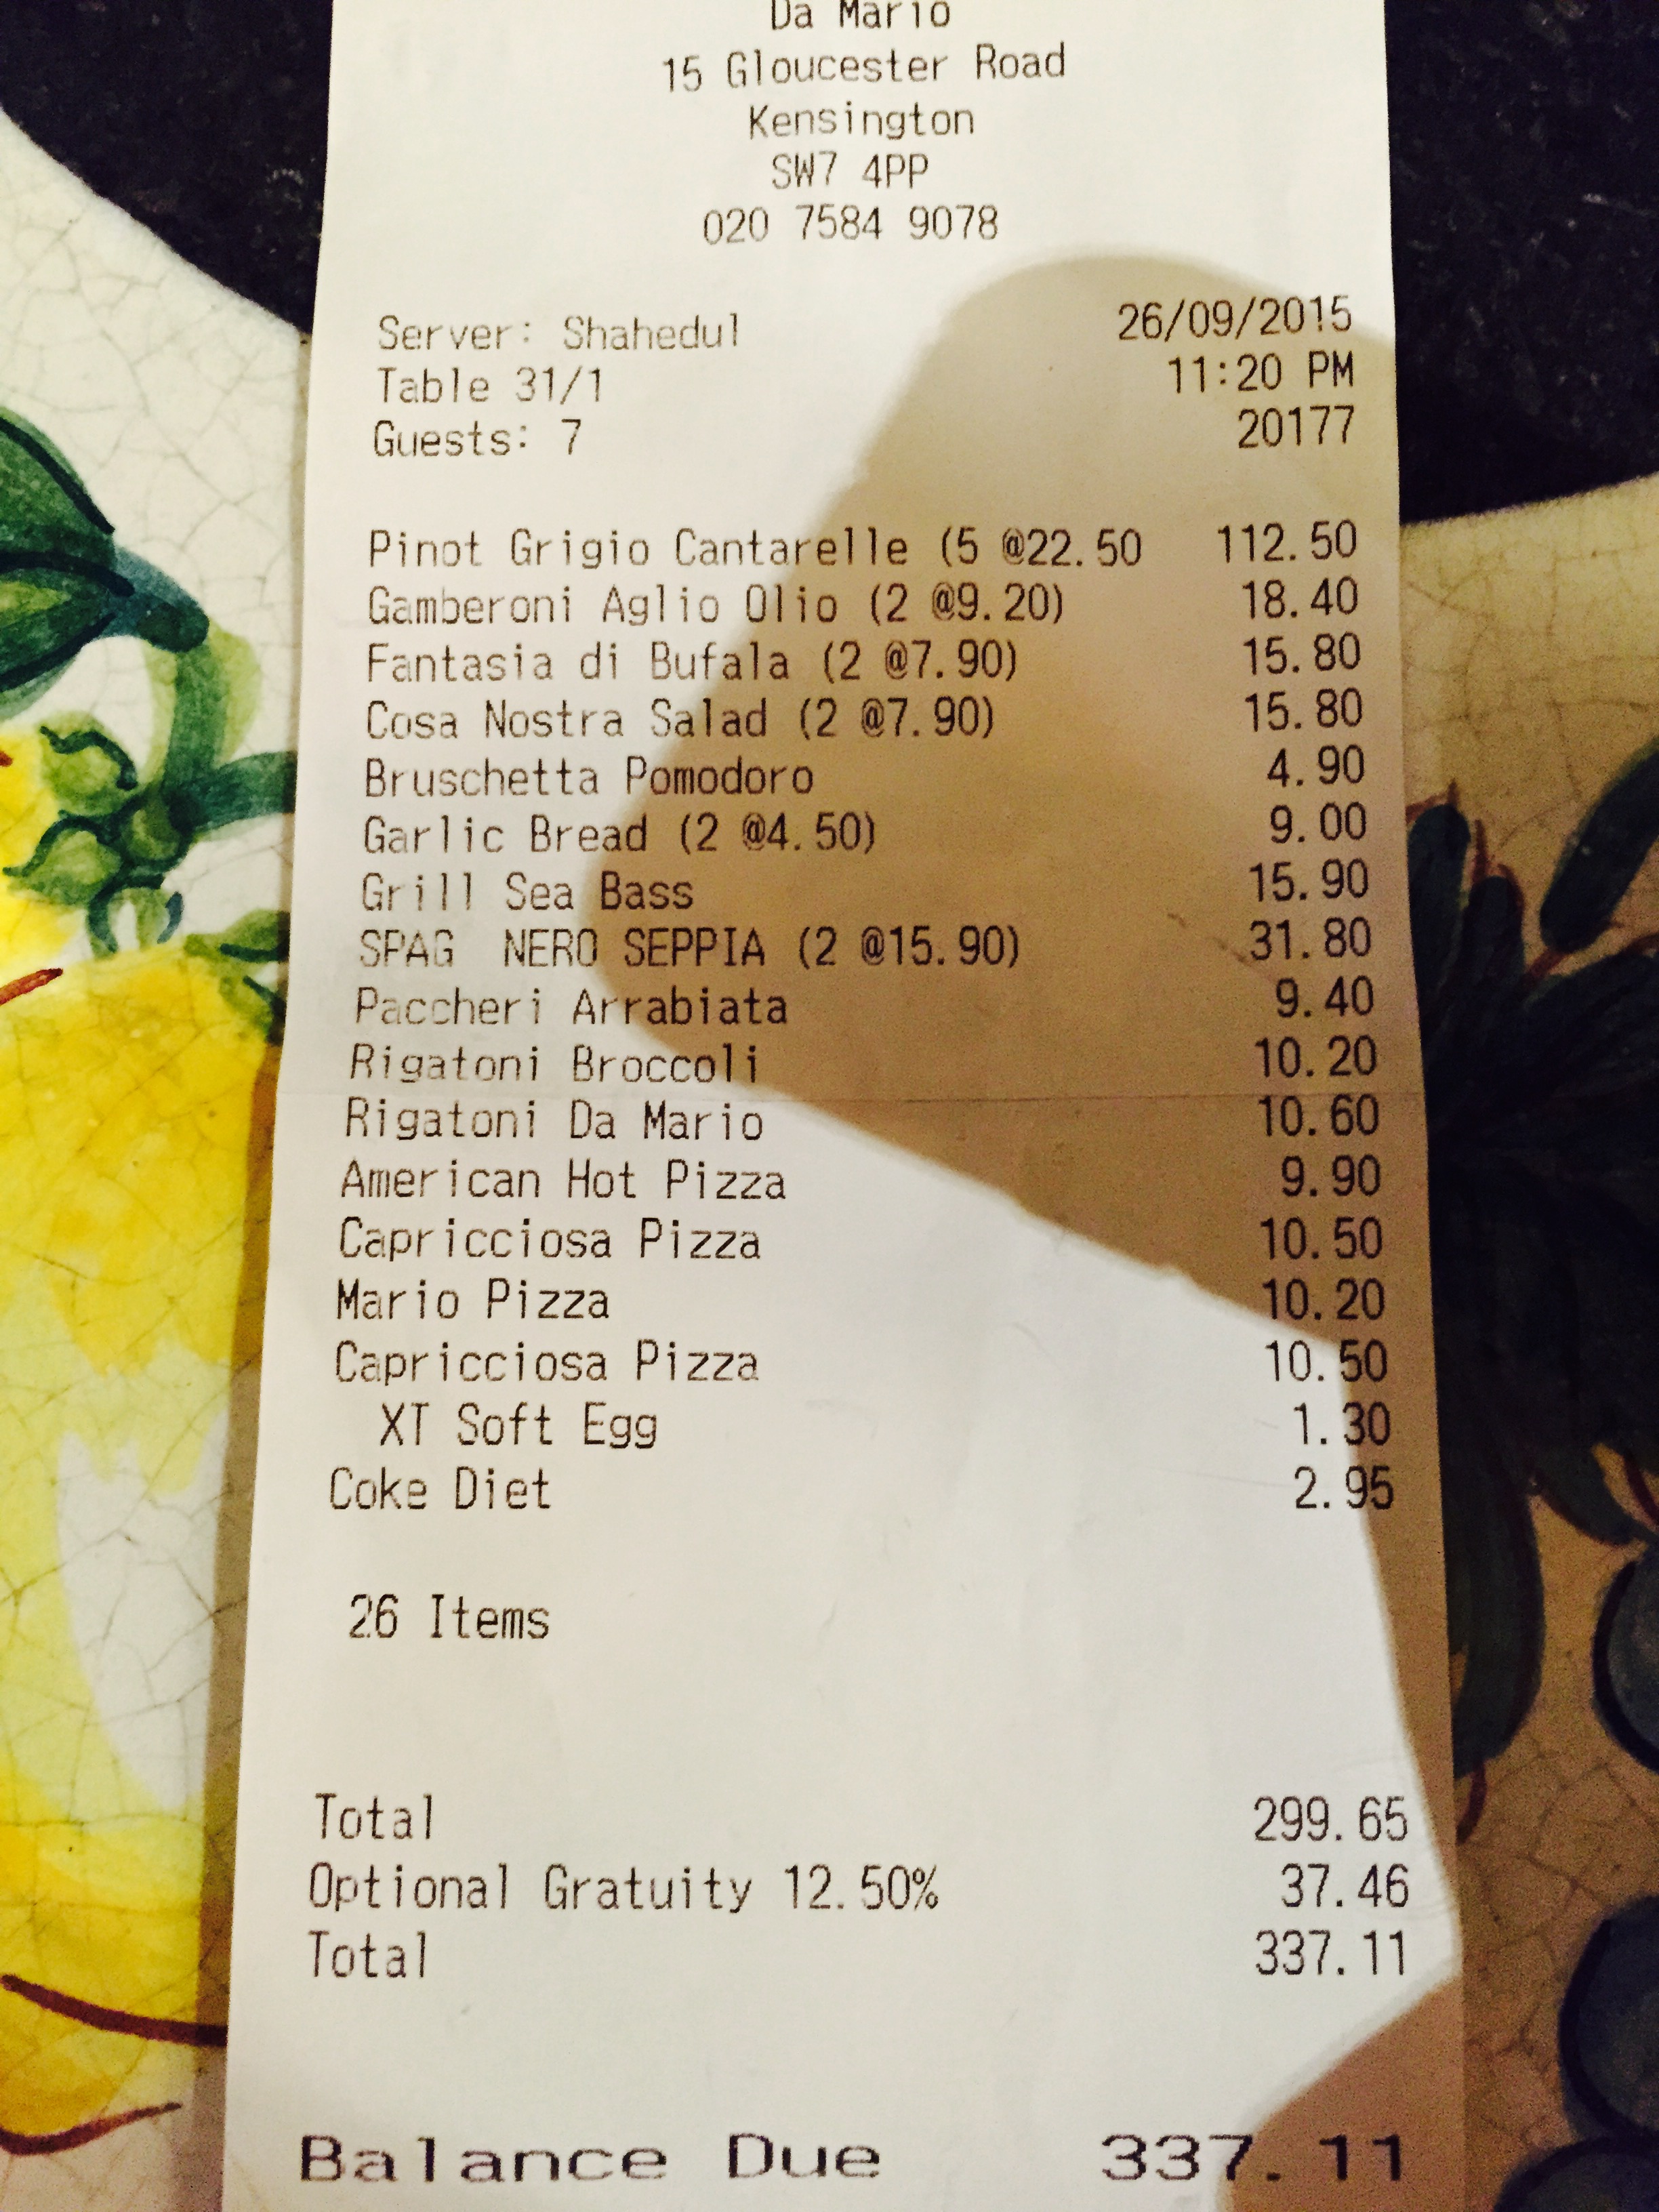 Da Mario
15 Gloucester Road
Kensington
SW7 4PP
020 7584 9078
Server: Shahedul 26/09/2015
Table 31/1 11:20 PM
Guests: 7 20177
Pinot Grigio Cantarelle (5 @22.50 112.50
Gamberoni Aglio Olio (2 @9.20) 18.40
Fantasia di Bufala (2 @7.90) 15.80
Cosa Nostra Salad (2 @7.90) 15.80
Bruschetta Pomodoro 4.90
Garlic Bread (2 @4.50) 9.00
Grill Sea Bass 15.90
SPAG NERO SEPPIA (2 @15.90) 31.80
Paccheri Arrabiata 9.40
Rigatoni Broccoli 10.20
Rigatoni Da Mario 10.60
American Hot Pizza 9.90
Capricciosa Pizza 10.50
Mario Pizza 10.20
Capricciosa Pizza 10.50
XT Soft Egg 1.30
Coke Diet 2.95
26 Items
Total 299.65
Optional Gratuity 12.50% 37.46
Total 337.11
Balance Due 337.11